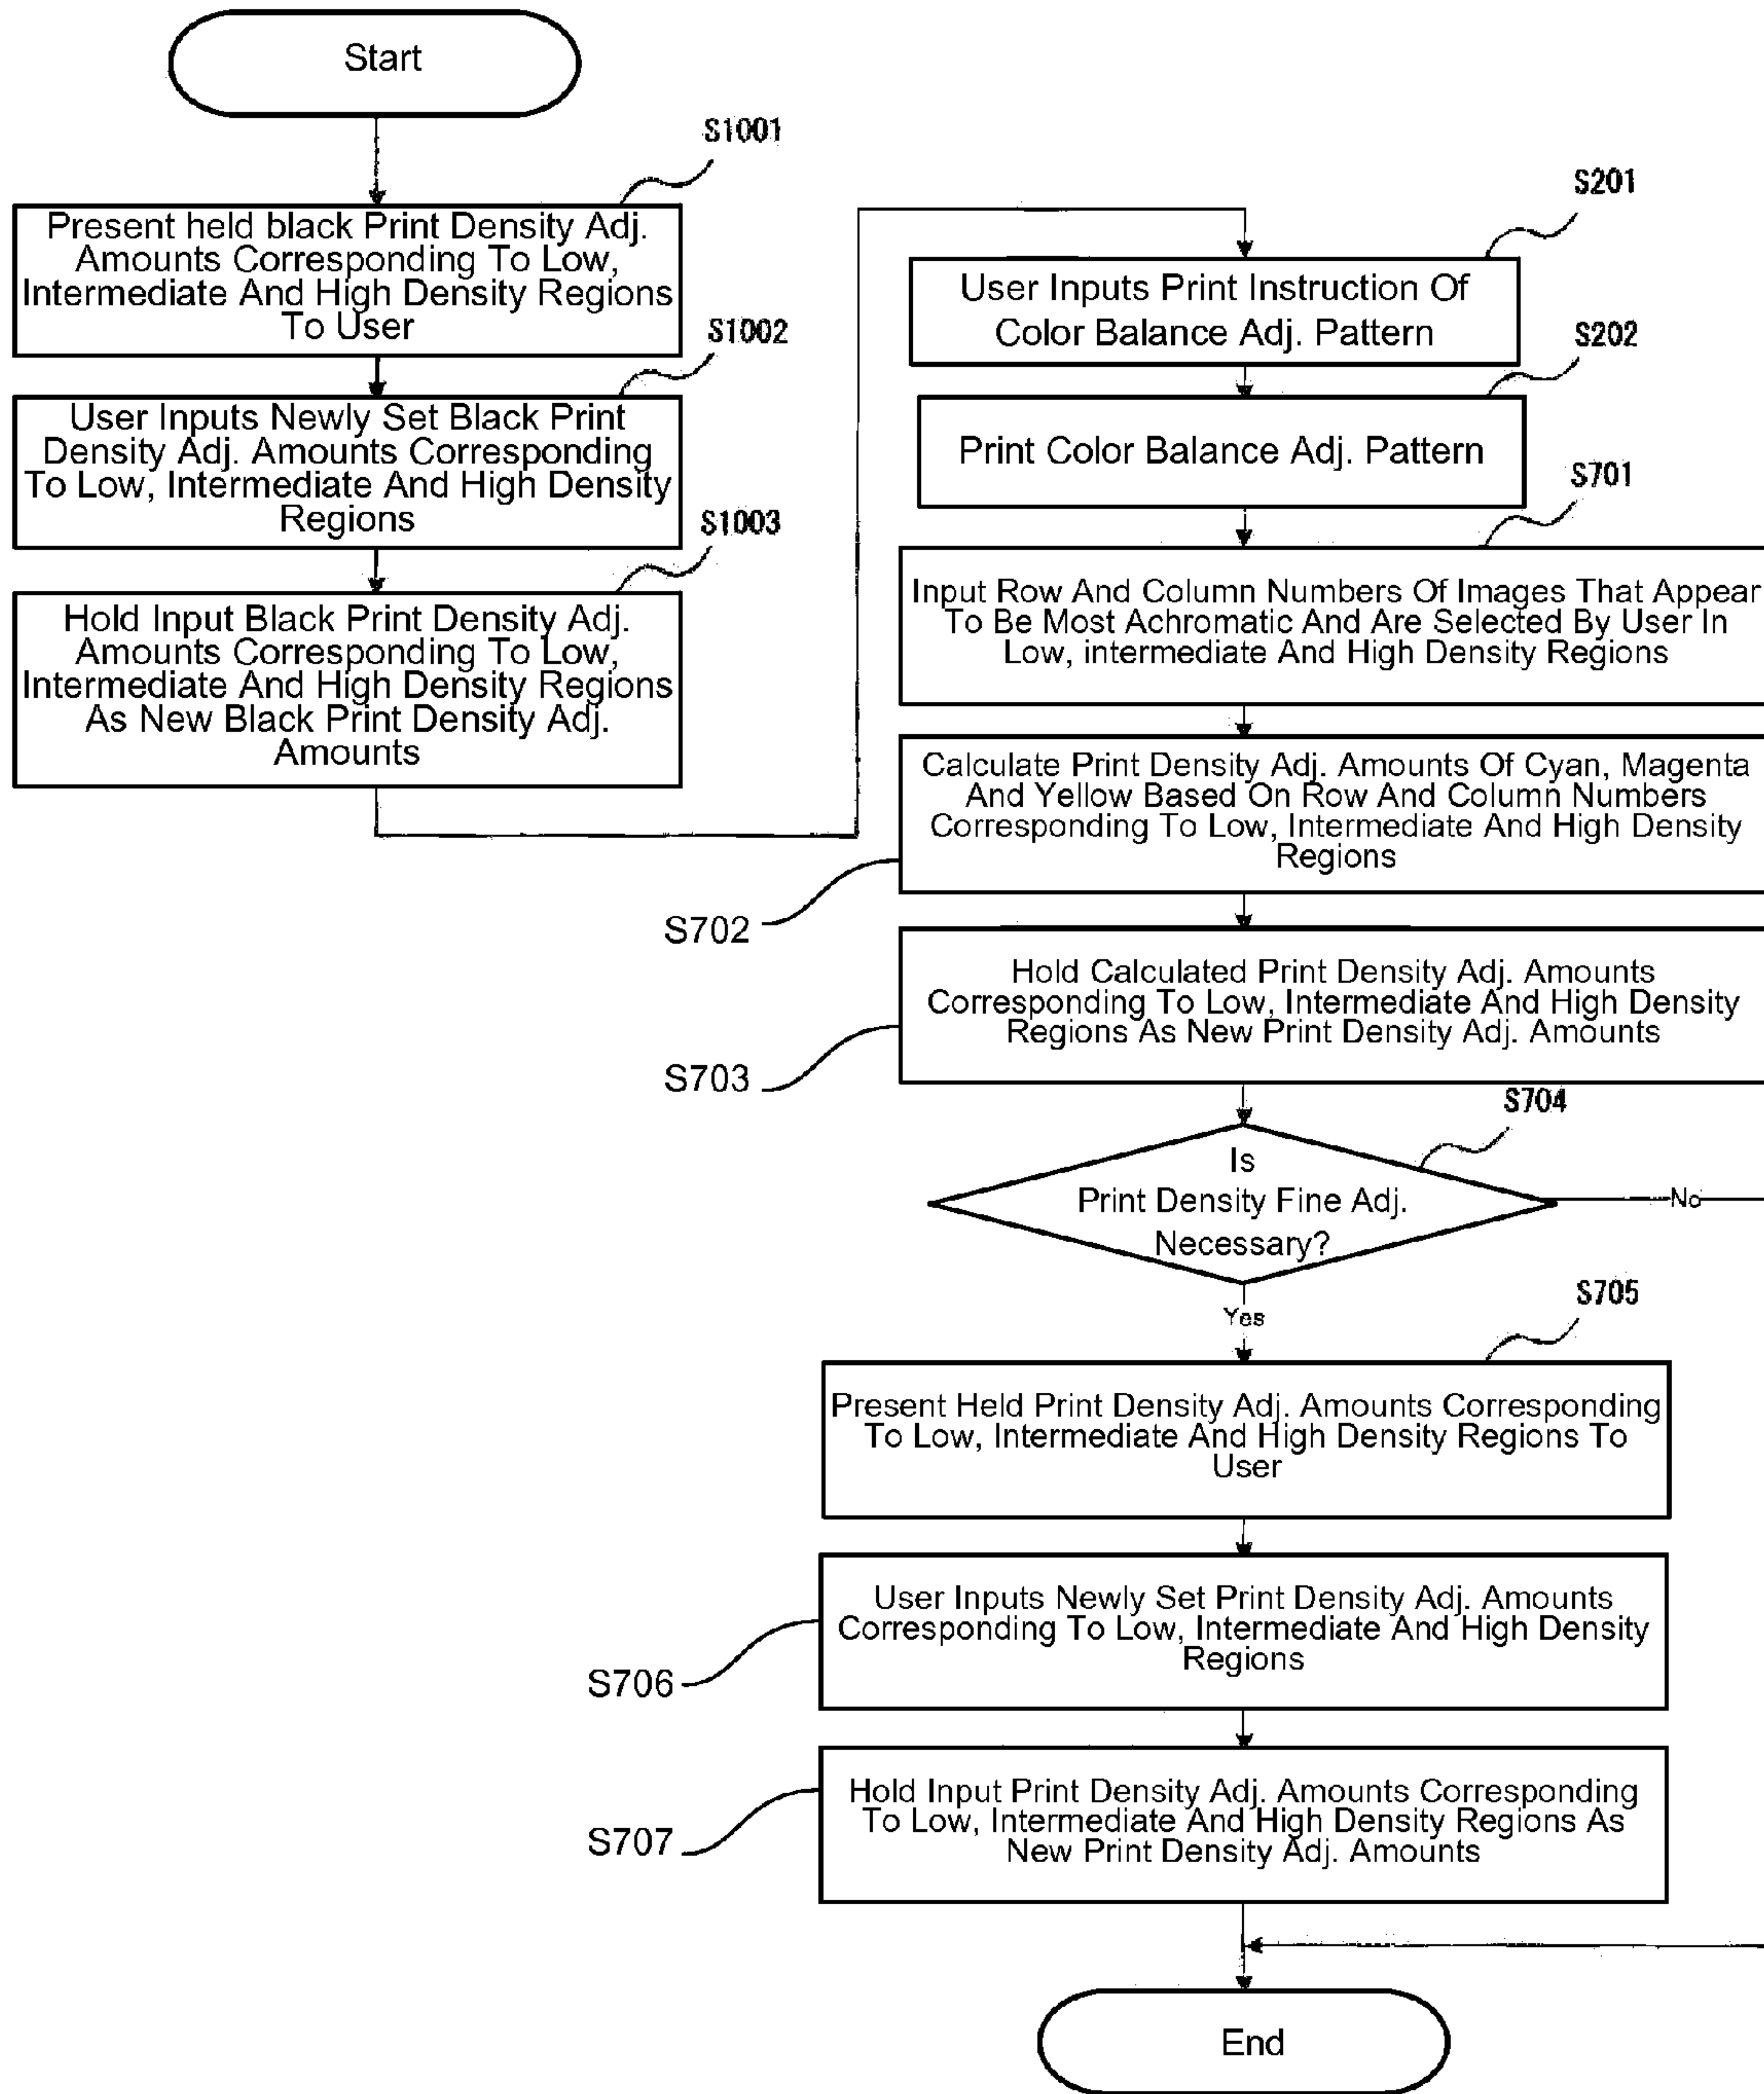 Start
S1001
Present held black Print Density Adj.
Amounts Corresponding To Low,
Intermediate And High Density Regions
To User
S1002
User Inputs Newly Set Black Print
Density Adj. Amounts Corresponding
To Low, Intermediate And High Density
Regions
S1003
Hold Input Black Print Density Adj.
Amounts Corresponding To Low,
Intermediate And High Density Regions
As New Black Print Density Adj.
Amounts
S201
User Inputs Print Instruction Of
Color Balance Adj. Pattern
S202
Print Color Balance Adj. Pattern
S701
Input Row And Column Numbers Of Images That Appear
To Be Most Achromatic And Are Selected By User In
Low, intermediate And High Density Regions
Calculate Print Density Adj. Amounts Of Cyan, Magenta
And Yellow Based On Row And Column Numbers
Corresponding To Low, Intermediate And High Density
Regions
S702
Hold Calculated Print Density Adj. Amounts
Corresponding To Low, Intermediate And High Density
Regions As New Print Density Adj. Amounts
S703
S704
Is
Print Density Fine Adj.
Necessary?
No
Yes
S705
Present Held Print Density Adj. Amounts Corresponding
To Low, Intermediate And High Density Regions To
User
User Inputs Newly Set Print Density Adj. Amounts
Corresponding To Low, Intermediate And High Density
Regions
S706
Hold Input Print Density Adj. Amounts Corresponding
To Low, Intermediate And High Density Regions As
New Print Density Adj. Amounts
S707
End